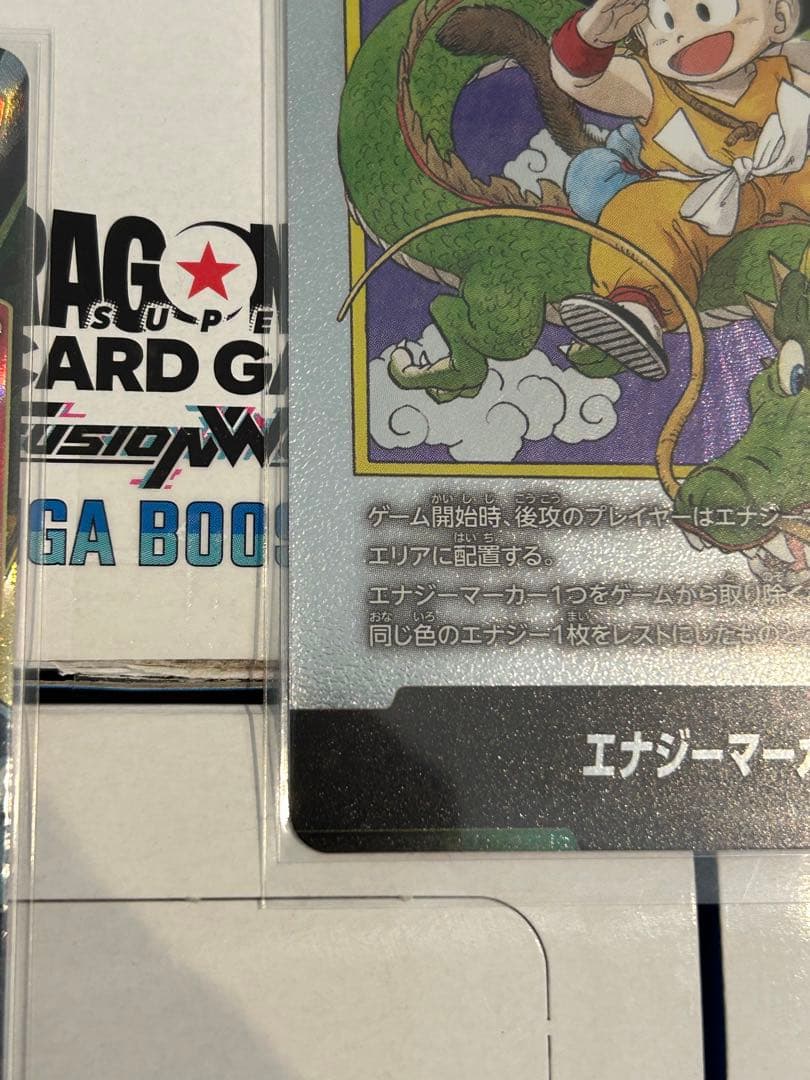 RAGON
SUPE
CARD GA
FUSION W
GA BOOS
ゲーム開始時、後攻のプレイヤーはエナジー
エリアに配置する。
エナジーマーカー1つをゲームから取り除く
同じ色のエナジー1枚をレストにしたものと
エナジーマーカ